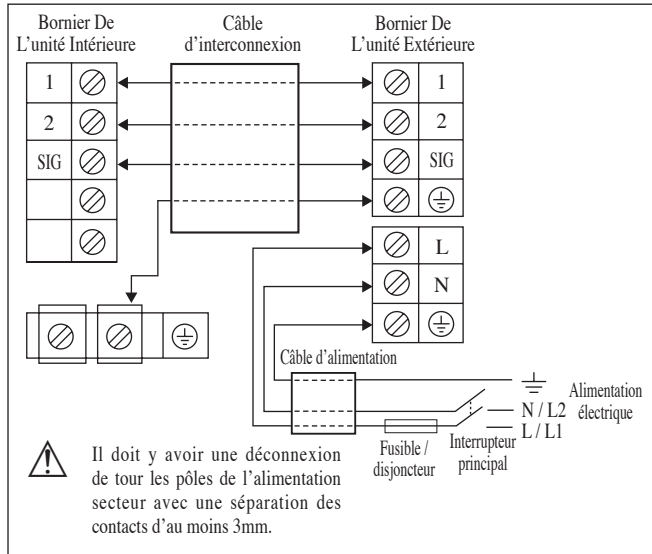 Bornier De
L'unité Intérieure
Câble
d'interconnexion
Bornier De
L'unité Extérieure
1
2
SIG
1
2
SIG
L
N
Câble d'alimentation
Alimentation
électrique
N / L2
L / L1
Fusible /
disjoncteur
Interrupteur
principal
Il doit y avoir une déconnexion
de tour les pôles de l'alimentation
secteur avec une séparation des
contacts d'au moins 3mm.